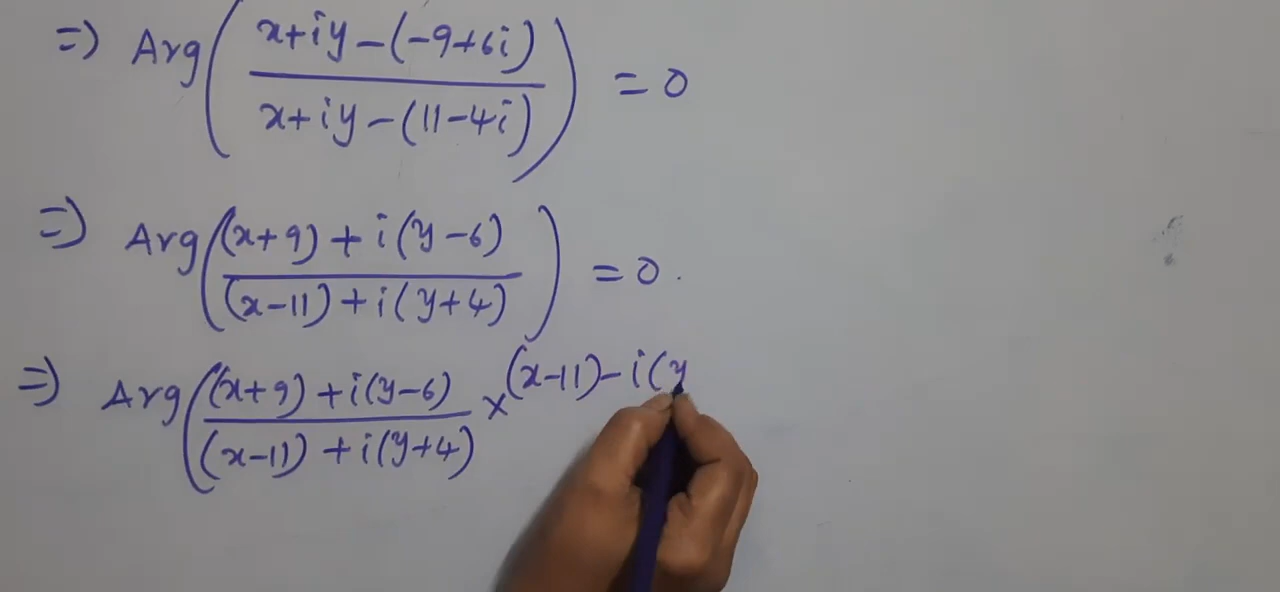 => Arg( x+iy-(-9+6i) / x+iy-(11-4i) ) = 0
=> Arg( (x+9)+i(y-6) / (x-11)+i(y+4) ) = 0.
=> Arg( (x+9)+i(y-6) / (x-11)+i(y+4) × (x-11)-i(y